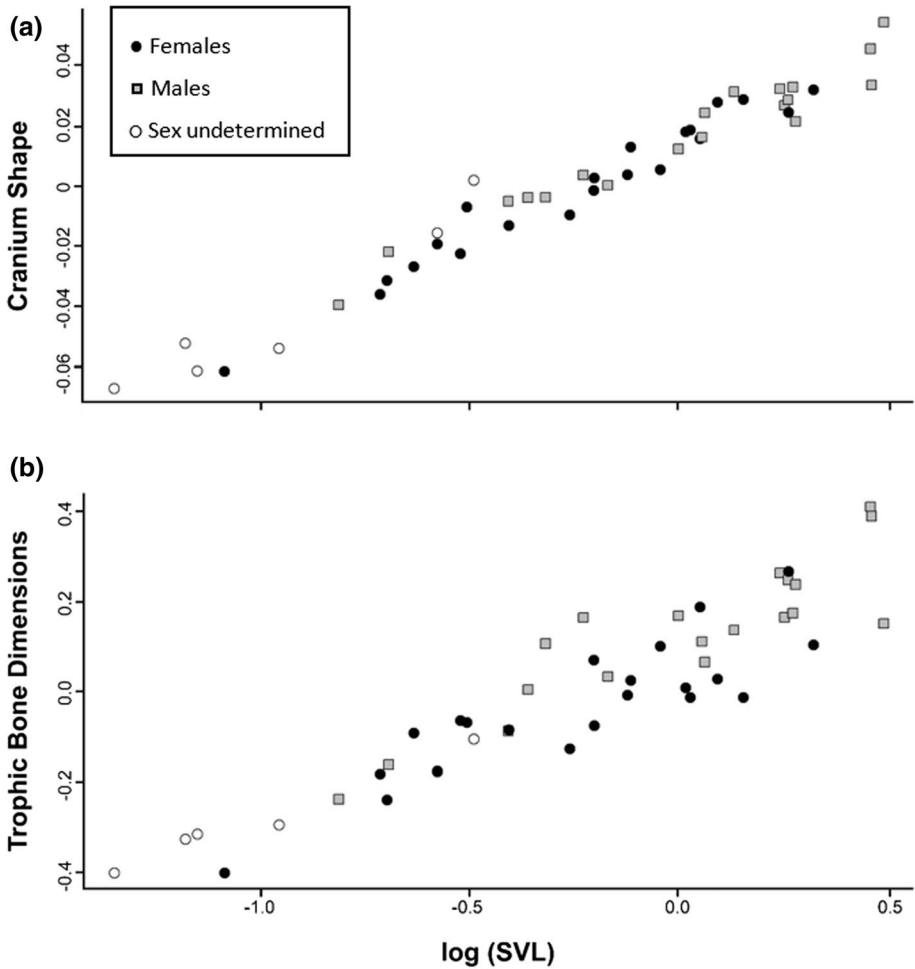 (a)
Females
Males
Sex undetermined
Cranium Shape
0.04
0.02
0
-0.02
-0.04
-0.06
(b)
Trophic Bone Dimensions
0.4
0.2
0.0
-0.2
-0.4
-1.0
-0.5
0.0
0.5
log (SVL)